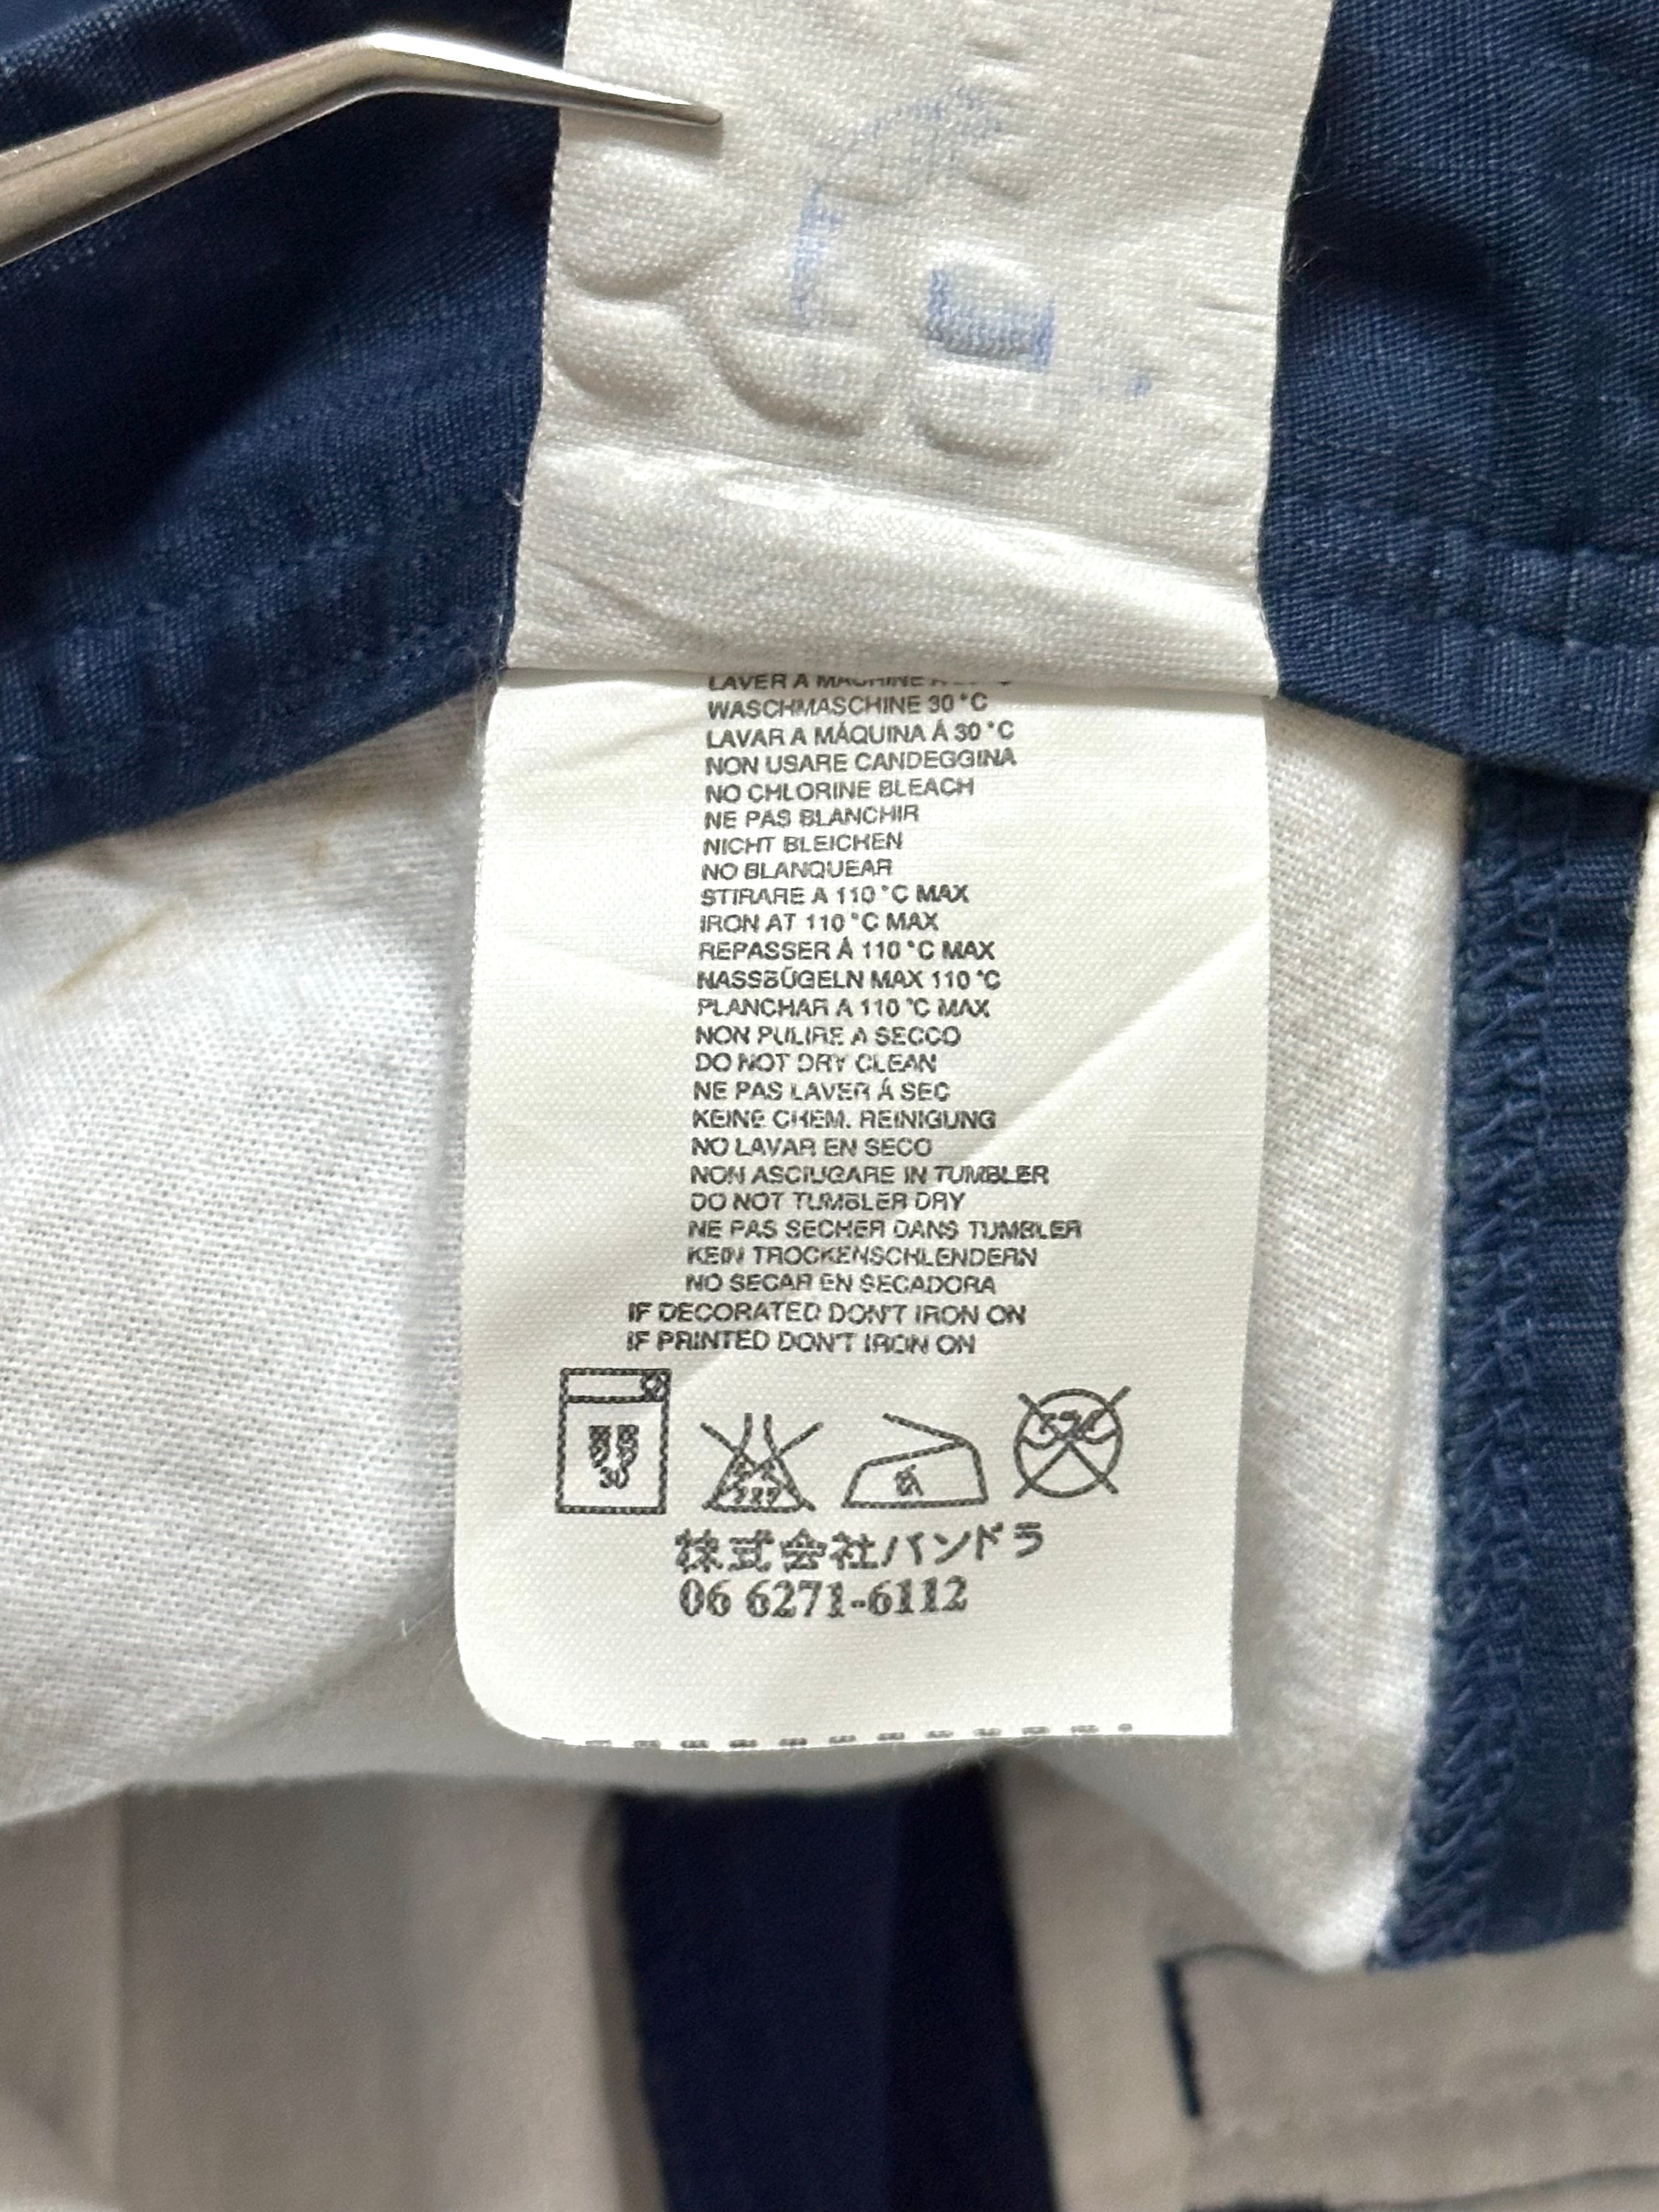 LAVER A MACHINE A
WASCHMASCHINE 30 °C
LAVAR A MÁQUINA Á 30 °C
NON USARE CANDEGGINA
NO CHLORINE BLEACH
NE PAS BLANCHIR
NICHT BLEICHEN
NO BLANQUEAR
STIRARE A 110 °C MAX
IRON AT 110 °C MAX
REPASSER Á 110 °C MAX
NASSBÜGELN MAX 110 °C
PLANCHAR A 110 °C MAX
NON PULIRE A SECCO
DO NOT DRY CLEAN
NE PAS LAVER Á SEC
KEINE CHEM. REINIGUNG
NO LAVAR EN SECO
NON ASCIUGARE IN TUMBLER
DO NOT TUMBLER DRY
NE PAS SECHER DANS TUMBLER
KEIN TROCKENSCHLENDERN
NO SECAR EN SECADORA
IF DECORATED DON'T IRON ON
IF PRINTED DON'T IRON ON
30
株式会社バンドラ
06 6271-6112